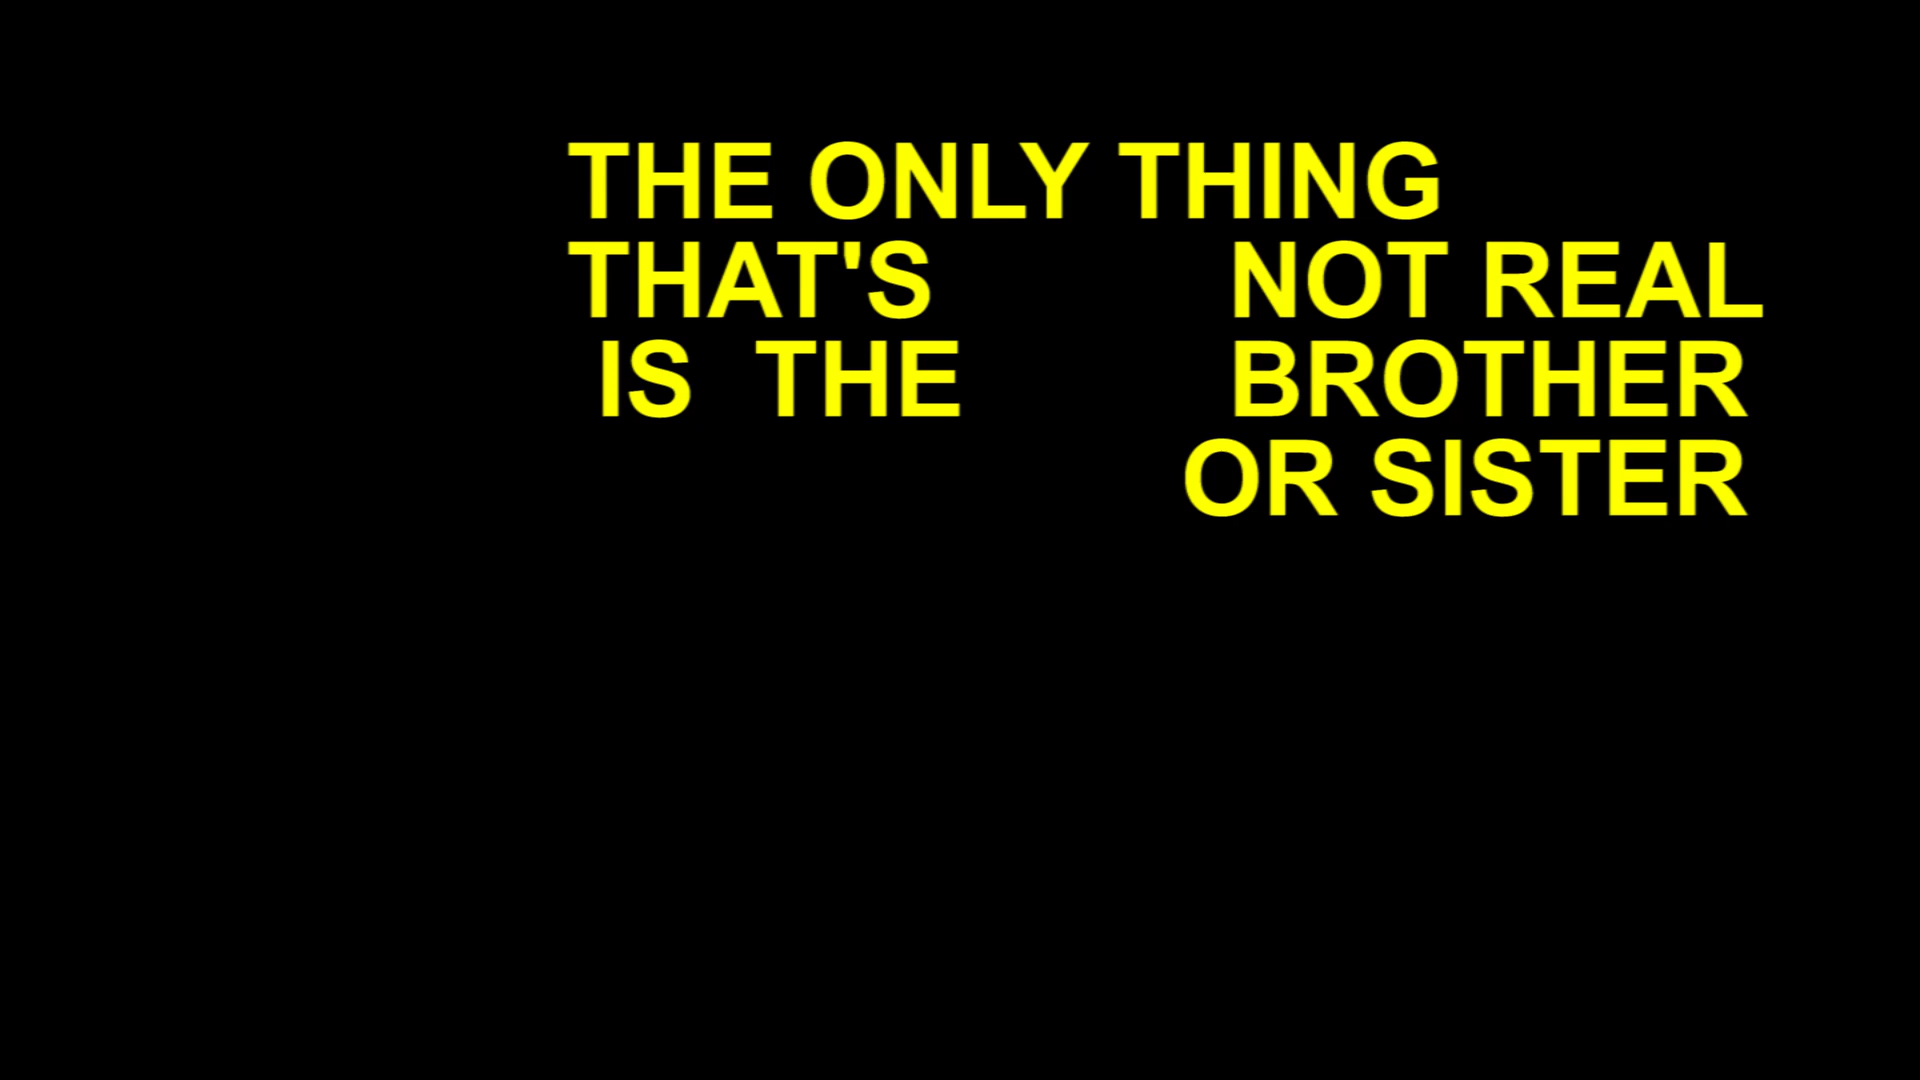 THE ONLY THING
THAT'S NOT REAL
IS THE BROTHER
OR SISTER